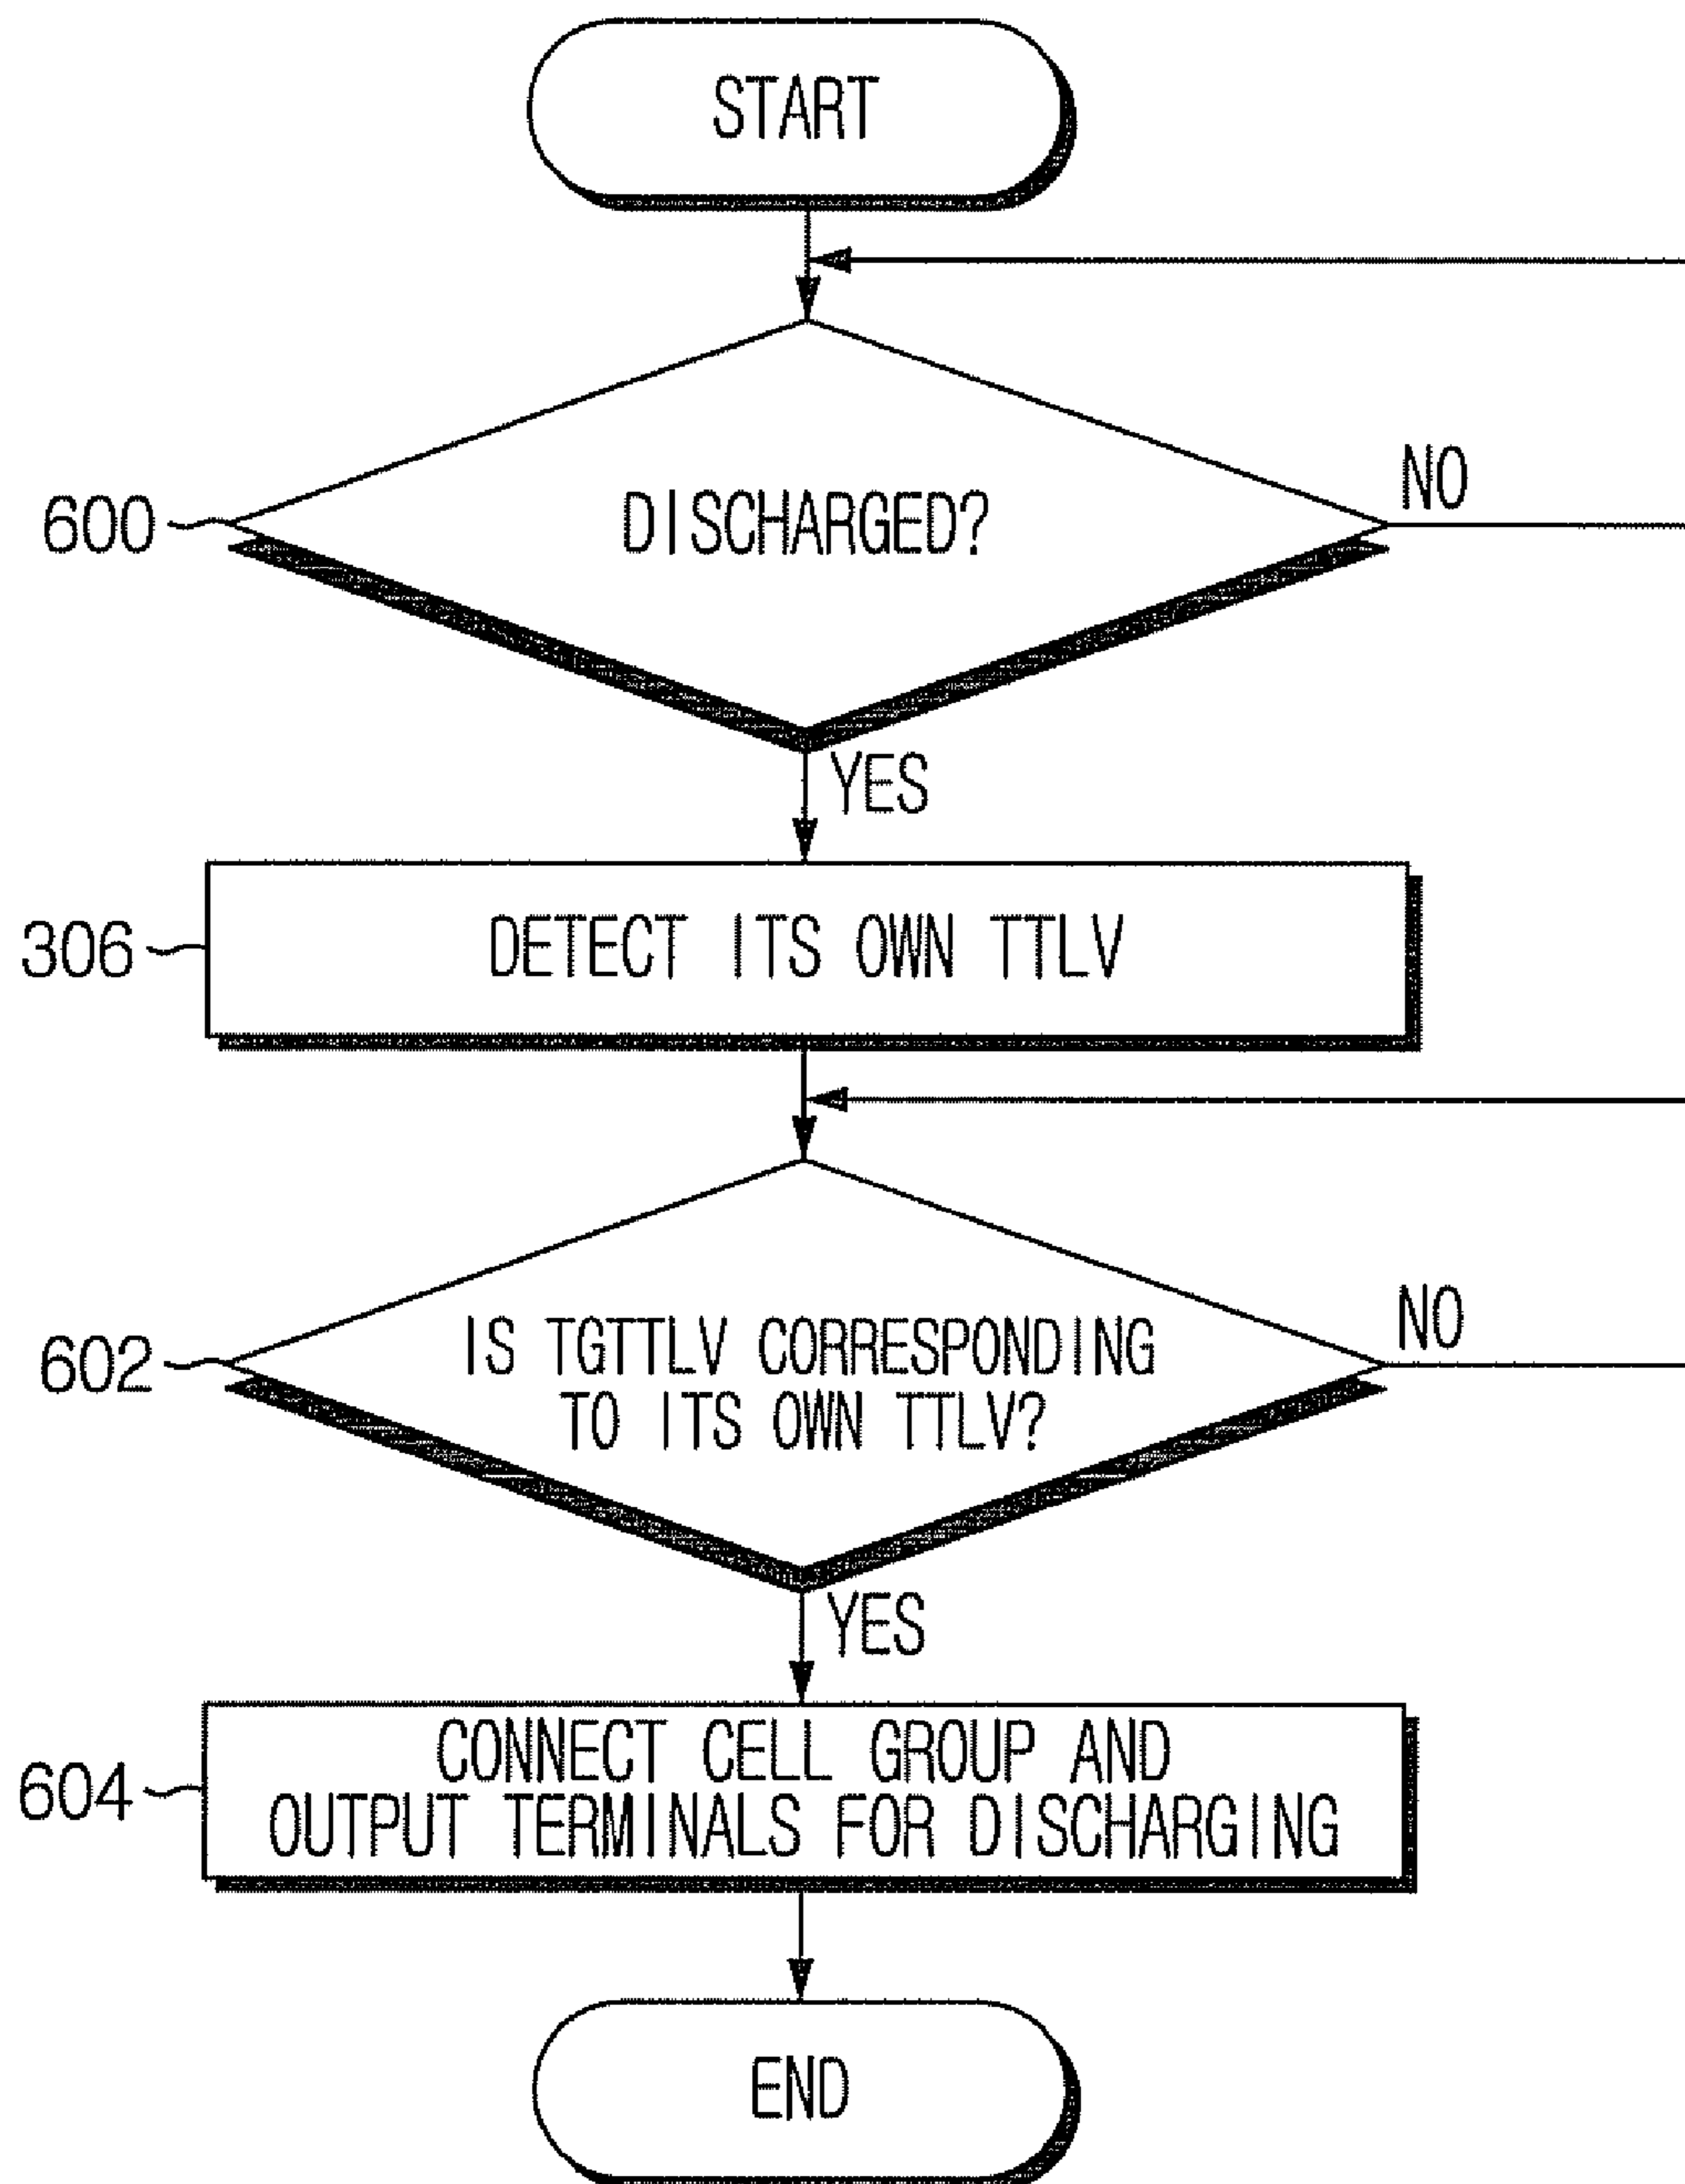 START
600
DISCHARGED?
NO
YES
306
DETECT ITS OWN TTLV
602
IS TGTTLV CORRESPONDING
TO ITS OWN TTLV?
NO
YES
604
CONNECT CELL GROUP AND
OUTPUT TERMINALS FOR DISCHARGING
END